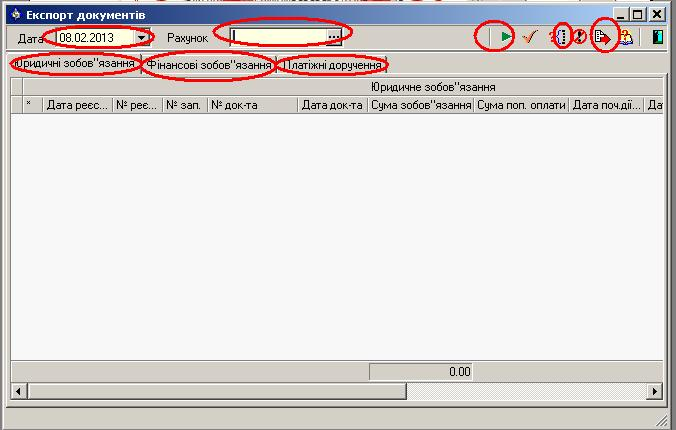 Експорт документів
Дата 08.02.2013 Рахунок ...
Юридичні зобов"язання Фінансові зобов"язання Платіжні доручення
Юридичне зобов"язання
* Дата реєс... № реє... № зап. № док-та Дата док-та Сума зобов"язання Сума поп. оплати Дата поч.дії... Дат
0.00